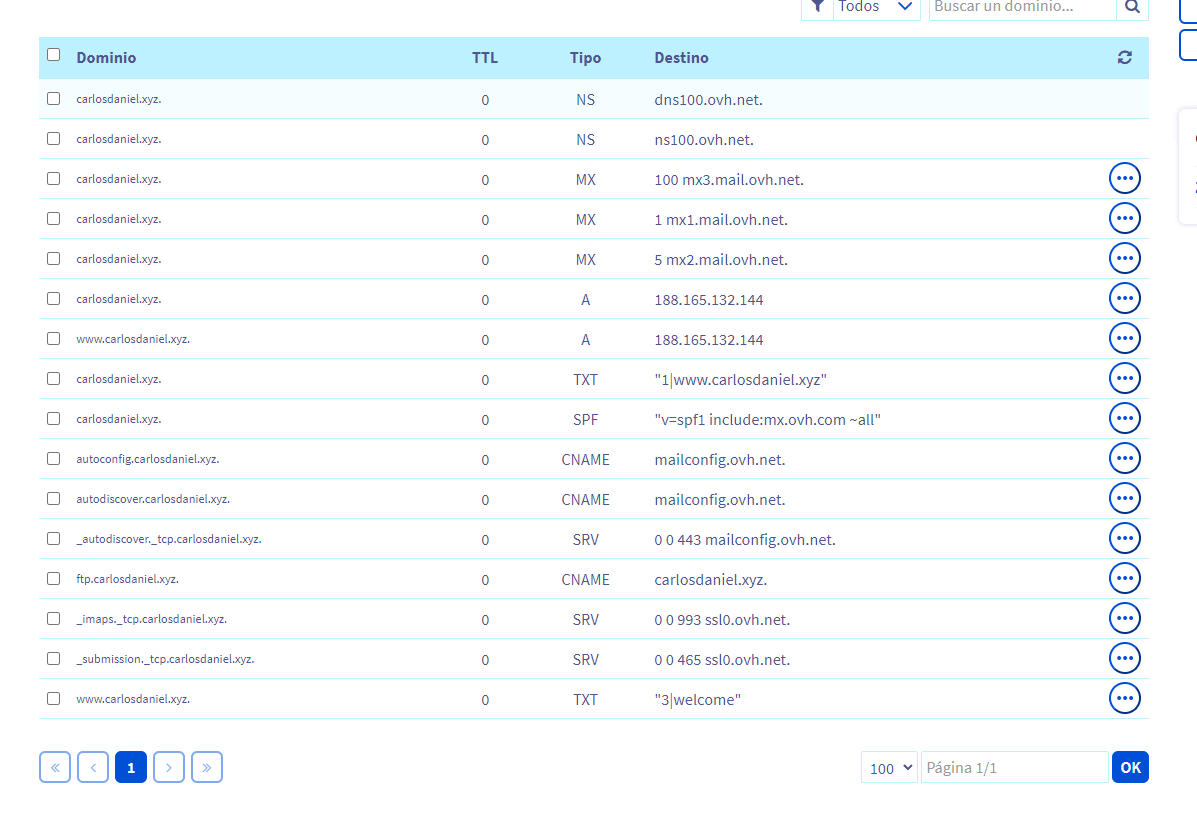 Todos Buscar un dominio...
Dominio TTL Tipo Destino
carlosdaniel.xyz. 0 NS dns100.ovh.net.
carlosdaniel.xyz. 0 NS ns100.ovh.net.
carlosdaniel.xyz. 0 MX 100 mx3.mail.ovh.net.
carlosdaniel.xyz. 0 MX 1 mx1.mail.ovh.net.
carlosdaniel.xyz. 0 MX 5 mx2.mail.ovh.net.
carlosdaniel.xyz. 0 A 188.165.132.144
www.carlosdaniel.xyz. 0 A 188.165.132.144
carlosdaniel.xyz. 0 TXT "1|www.carlosdaniel.xyz"
carlosdaniel.xyz. 0 SPF "v=spf1 include:mx.ovh.com ~all"
autoconfig.carlosdaniel.xyz. 0 CNAME mailconfig.ovh.net.
autodiscover.carlosdaniel.xyz. 0 CNAME mailconfig.ovh.net.
_autodiscover._tcp.carlosdaniel.xyz. 0 SRV 0 0 443 mailconfig.ovh.net.
ftp.carlosdaniel.xyz. 0 CNAME carlosdaniel.xyz.
_imaps._tcp.carlosdaniel.xyz. 0 SRV 0 0 993 ssl0.ovh.net.
_submission._tcp.carlosdaniel.xyz. 0 SRV 0 0 465 ssl0.ovh.net.
www.carlosdaniel.xyz. 0 TXT "3|welcome"
« ‹ 1 › » 100 Página 1/1 OK